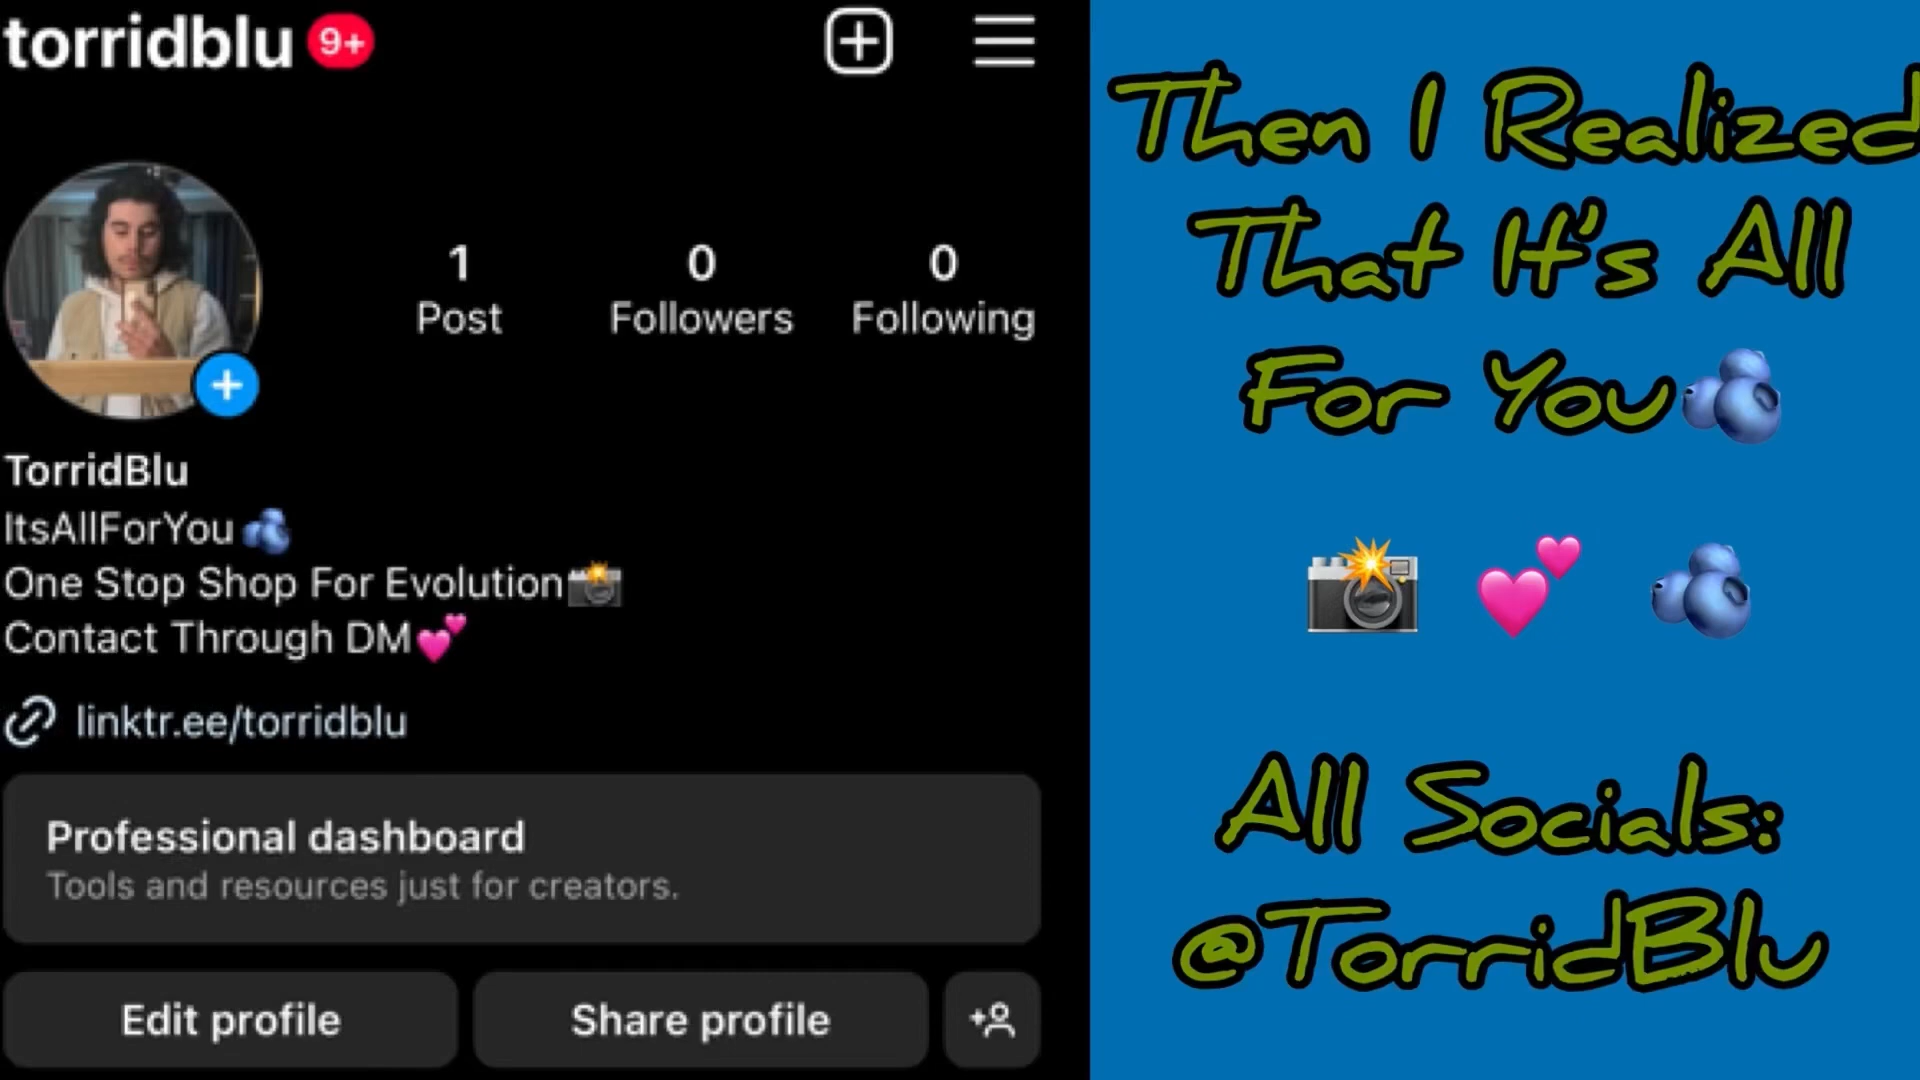 torridblu 9+
1 0 0
Post Followers Following
TorridBlu
ItsAllForYou🫐
One Stop Shop For Evolution📸
Contact Through DM💕
linktr.ee/torridblu
Professional dashboard
Tools and resources just for creators.
Edit profile Share profile
Then I Realized
That It's All
For You🫐
📸 💕 🫐
All Socials:
@TorridBlu